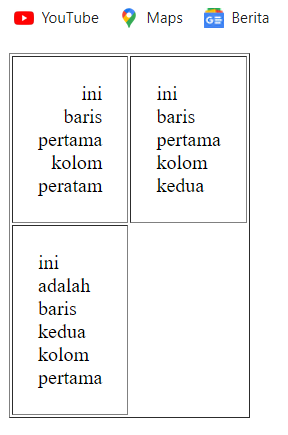 YouTube Maps Berita
ini
baris
pertama
kolom
peratam
ini
baris
pertama
kolom
kedua
ini
adalah
baris
kedua
kolom
pertama